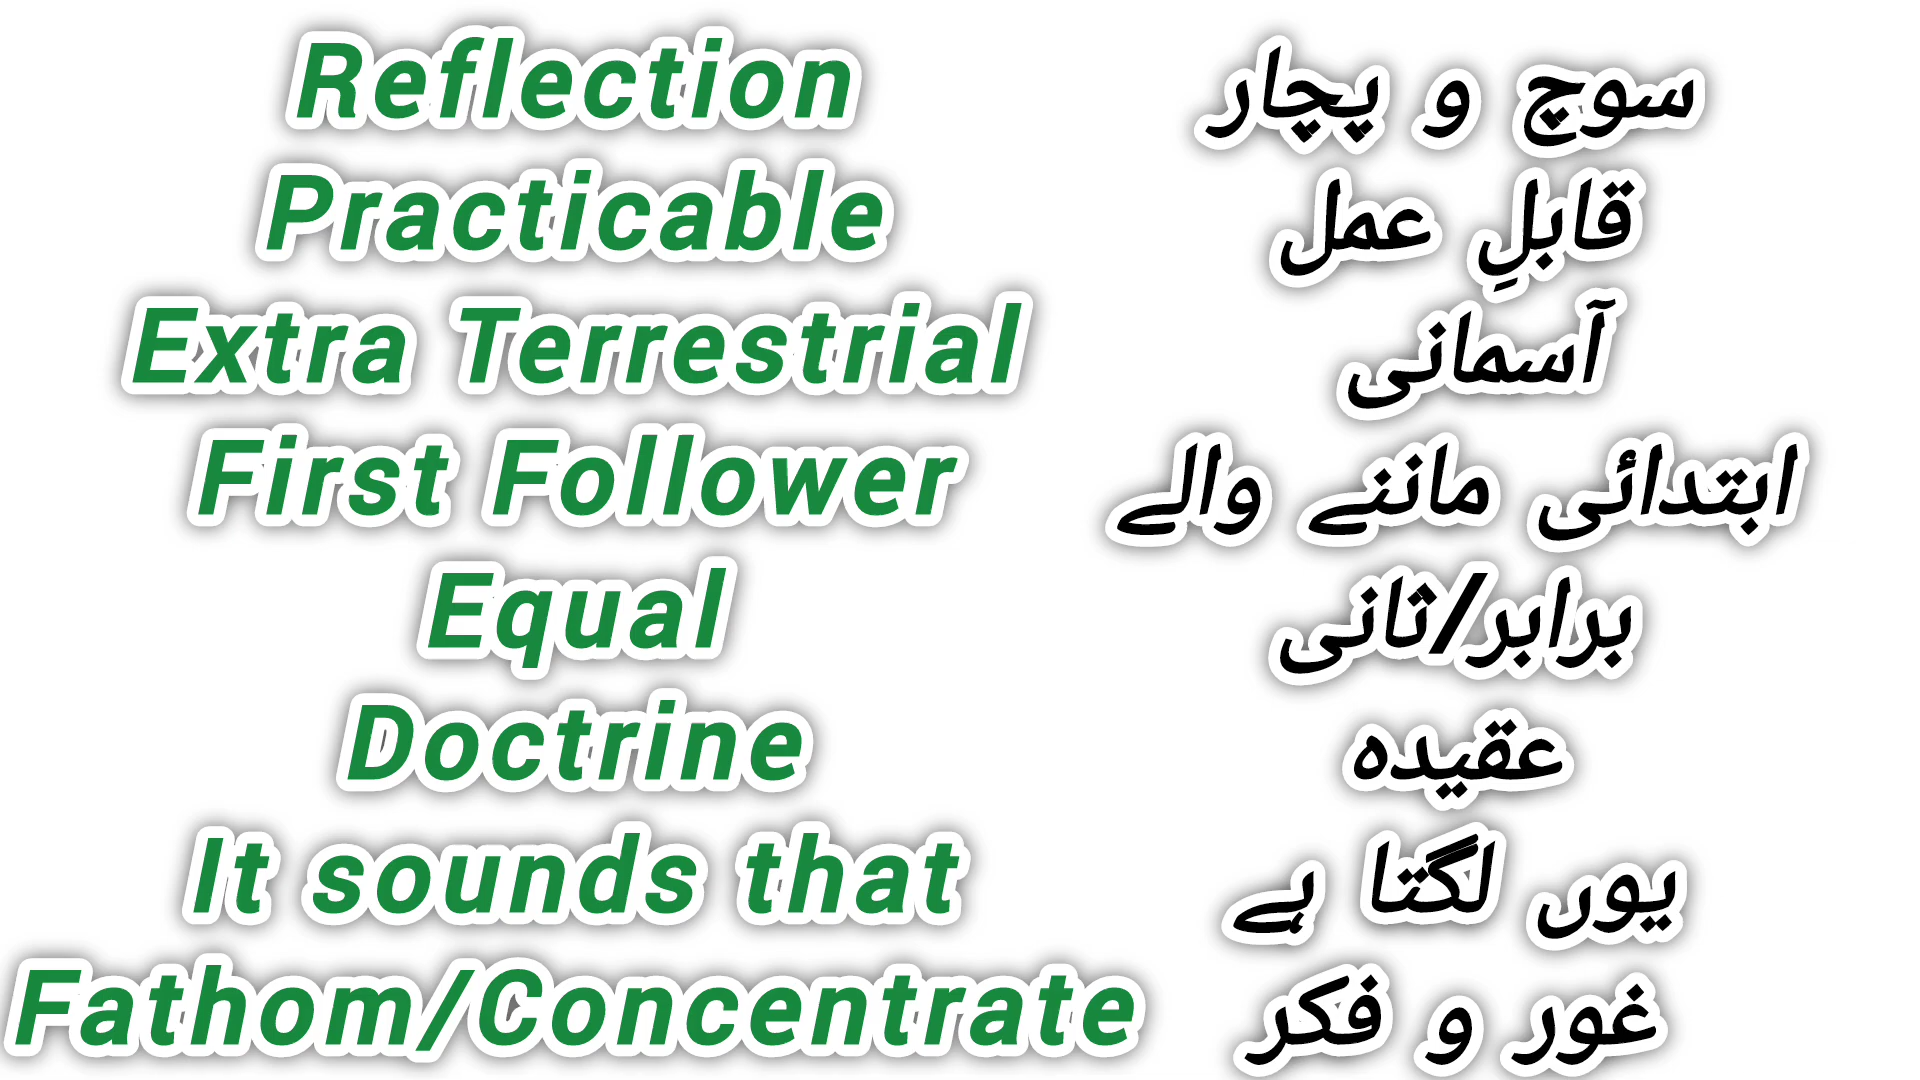 Reflection سوچ و پچار
Practicable قابلِ عمل
Extra Terrestrial آسمانی
First Follower ابتدائی ماننے والے
Equal برابر/ثانی
Doctrine عقیدہ
It sounds that یوں لگتا ہے
Fathom/Concentrate غور و فکر